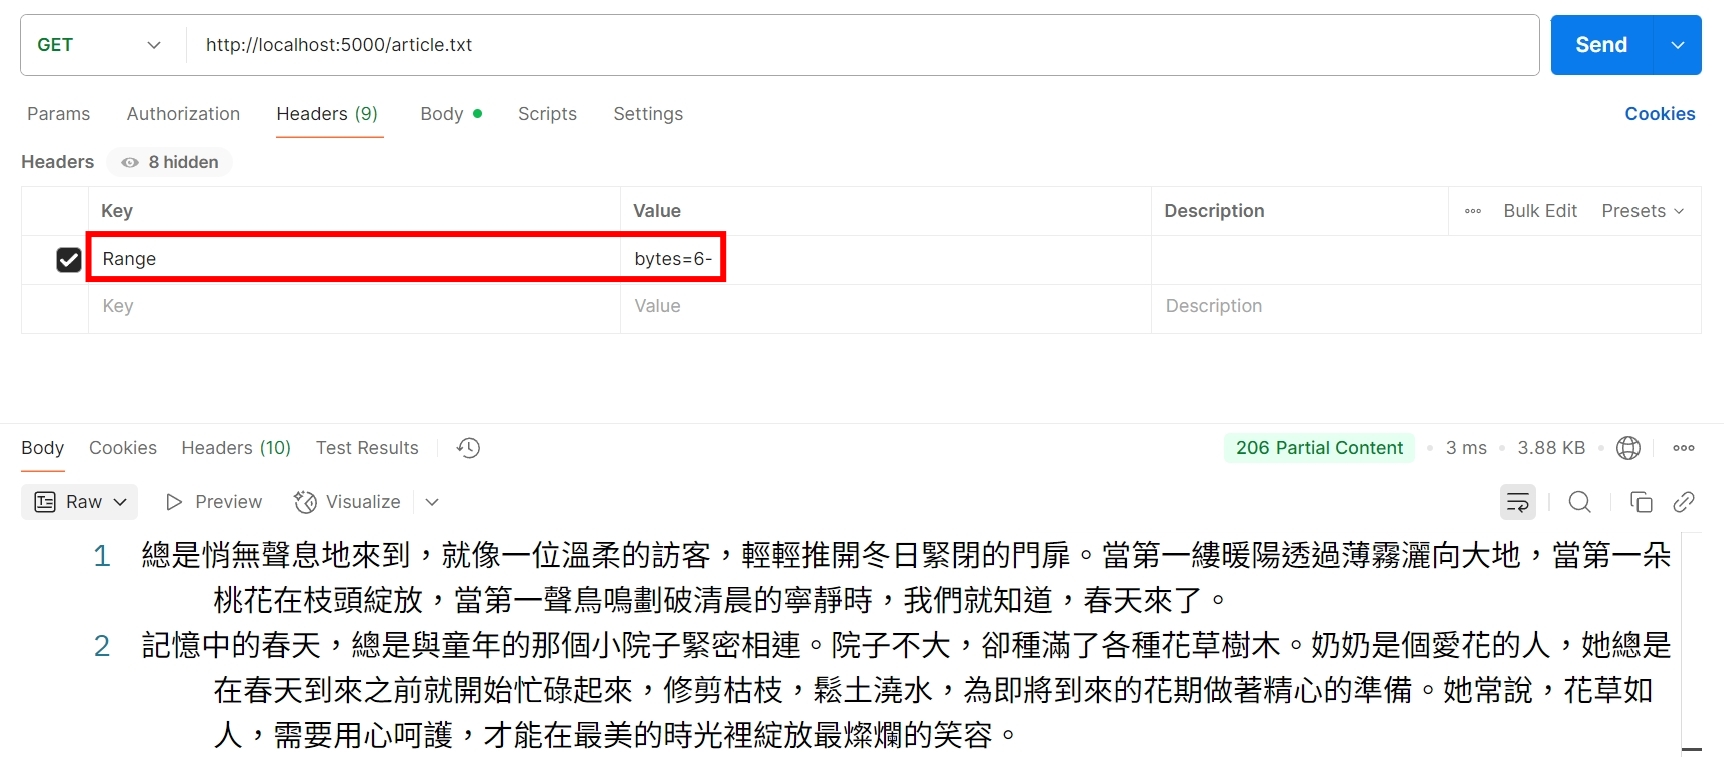 GET http://localhost:5000/article.txt Send
Params Authorization Headers (9) Body Scripts Settings Cookies
Headers 8 hidden
Key Value Description Bulk Edit Presets
Range bytes=6-
Key Value Description
Body Cookies Headers (10) Test Results 206 Partial Content 3 ms 3.88 KB
Raw Preview Visualize
1 總是悄無聲息地來到，就像一位溫柔的訪客，輕輕推開冬日緊閉的門扉。當第一縷暖陽透過薄霧灑向大地，當第一朵
桃花在枝頭綻放，當第一聲鳥鳴劃破清晨的寧靜時，我們就知道，春天來了。
2 記憶中的春天，總是與童年的那個小院子緊密相連。院子不大，卻種滿了各種花草樹木。奶奶是個愛花的人，她總是
在春天到來之前就開始忙碌起來，修剪枯枝，鬆土澆水，為即將到來的花期做著精心的準備。她常說，花草如
人，需要用心呵護，才能在最美的時光裡綻放最燦爛的笑容。